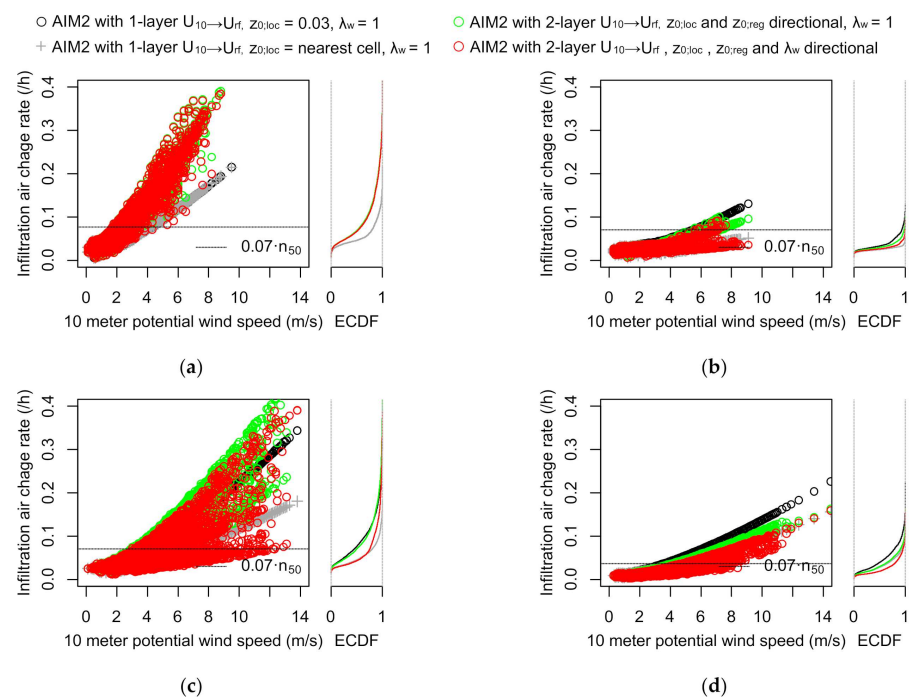 AIM2 with 1-layer U10→Urf, z0;loc = 0.03, λw = 1
AIM2 with 1-layer U10→Urf, z0;loc = nearest cell, λw = 1
AIM2 with 2-layer U10→Urf, z0;loc and z0;reg directional, λw = 1
AIM2 with 2-layer U10→Urf , z0;loc , z0;reg and λw directional
Infiltration air chage rate (/h)
0.0 0.1 0.2 0.3 0.4
0.07·n50
0 2 4 6 8 10 12 14
0 1
10 meter potential wind speed (m/s)
ECDF
(a)
Infiltration air chage rate (/h)
0.0 0.1 0.2 0.3 0.4
0.07·n50
0 2 4 6 8 10 12 14
0 1
10 meter potential wind speed (m/s)
ECDF
(b)
Infiltration air chage rate (/h)
0.0 0.1 0.2 0.3 0.4
0.07·n50
0 2 4 6 8 10 12 14
0 1
10 meter potential wind speed (m/s)
ECDF
(c)
Infiltration air chage rate (/h)
0.0 0.1 0.2 0.3 0.4
0.07·n50
0 2 4 6 8 10 12 14
0 1
10 meter potential wind speed (m/s)
ECDF
(d)